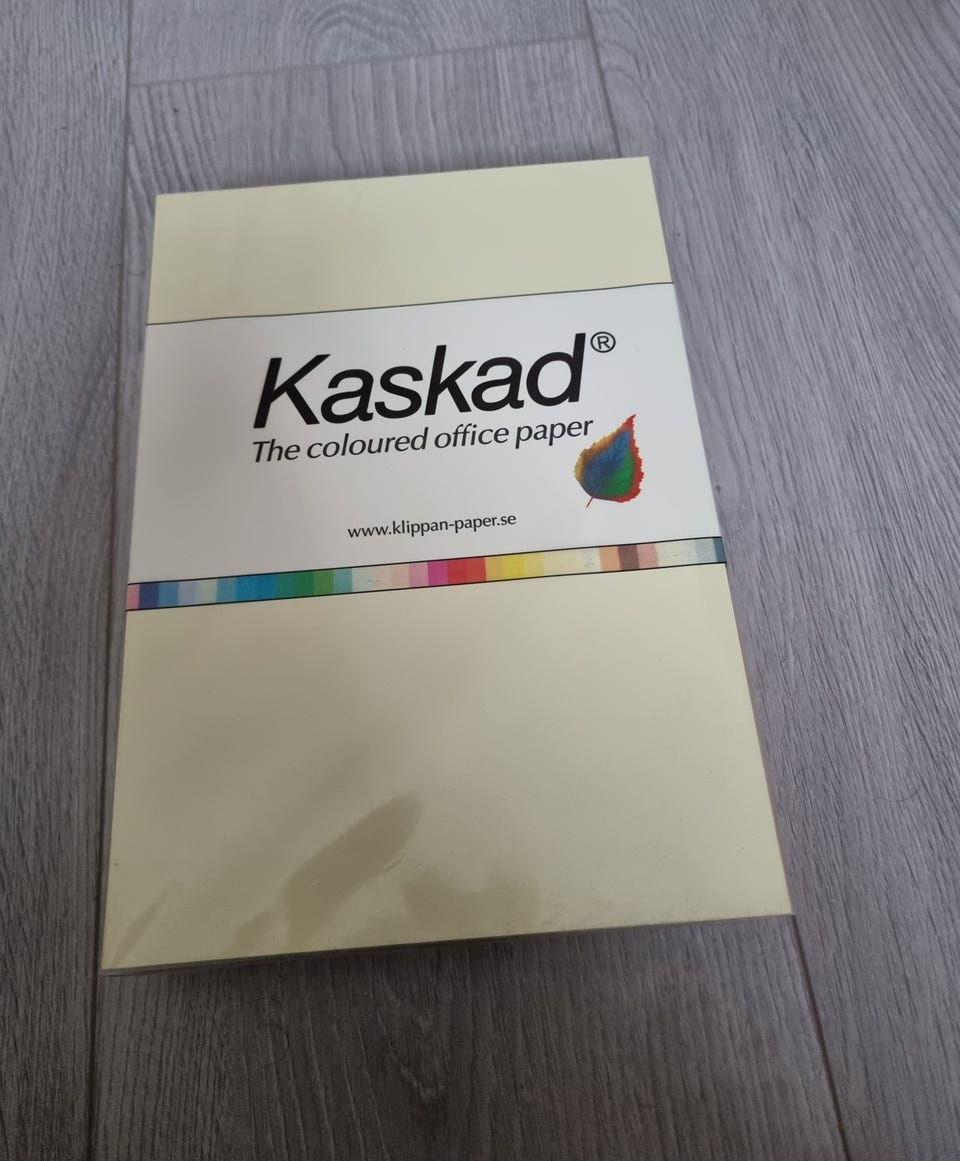 Kaskad®
The coloured office paper
www.klippan-paper.se